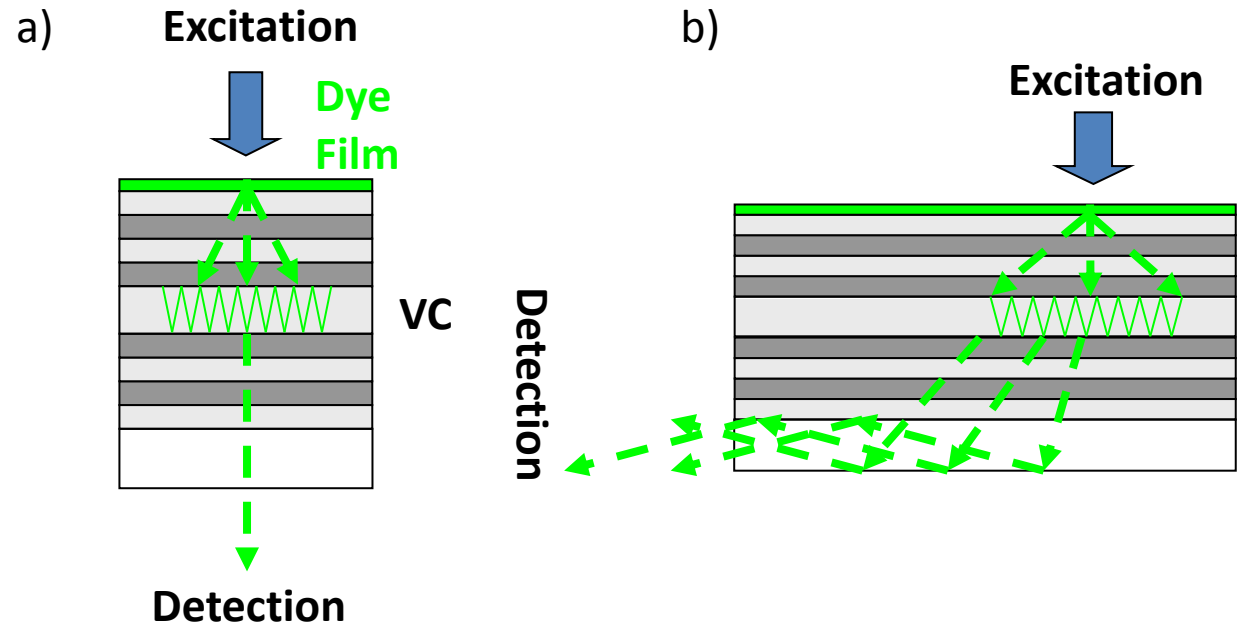 a)
Excitation
Dye
Film
VC
Detection
b)
Excitation
Detection